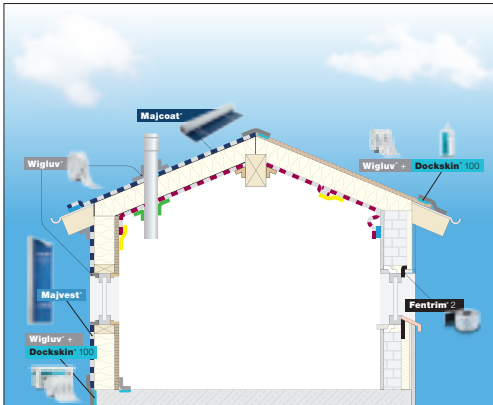 Majcoat®
Wigluv®
Wigluv® + Dockskin® 100
Majvest®
Fentrim® 2
Wigluv® +
Dockskin® 100